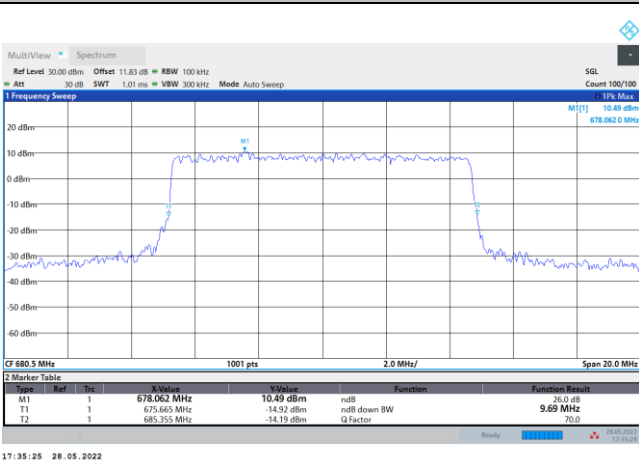 MultiView Spectrum
Ref Level 30.00 dBm Offset 11.83 dB RBW 100 kHz SGL
Att 30 dB SWT 1.01 ms VBW 300 kHz Mode Auto Sweep Count 100/100
1 Frequency Sweep 1Pk Max
M1[1] 10.49 dBm
678.062 0 MHz
20 dBm
M1
10 dBm
0 dBm
-10 dBm
-20 dBm
-30 dBm
-40 dBm
-50 dBm
-60 dBm
CF 680.5 MHz 1001 pts 2.0 MHz/ Span 20.0 MHz
2 Marker Table
Type Ref Trc X-Value Y-Value Function Function Result
M1 1 678.062 MHz 10.49 dBm ndB 26.0 dB
T1 1 675.665 MHz -14.92 dBm ndB down BW 9.69 MHz
T2 1 685.355 MHz -14.19 dBm Q Factor 70.0
Ready 28.05.2022
17:35:24
17:35:25 28.05.2022